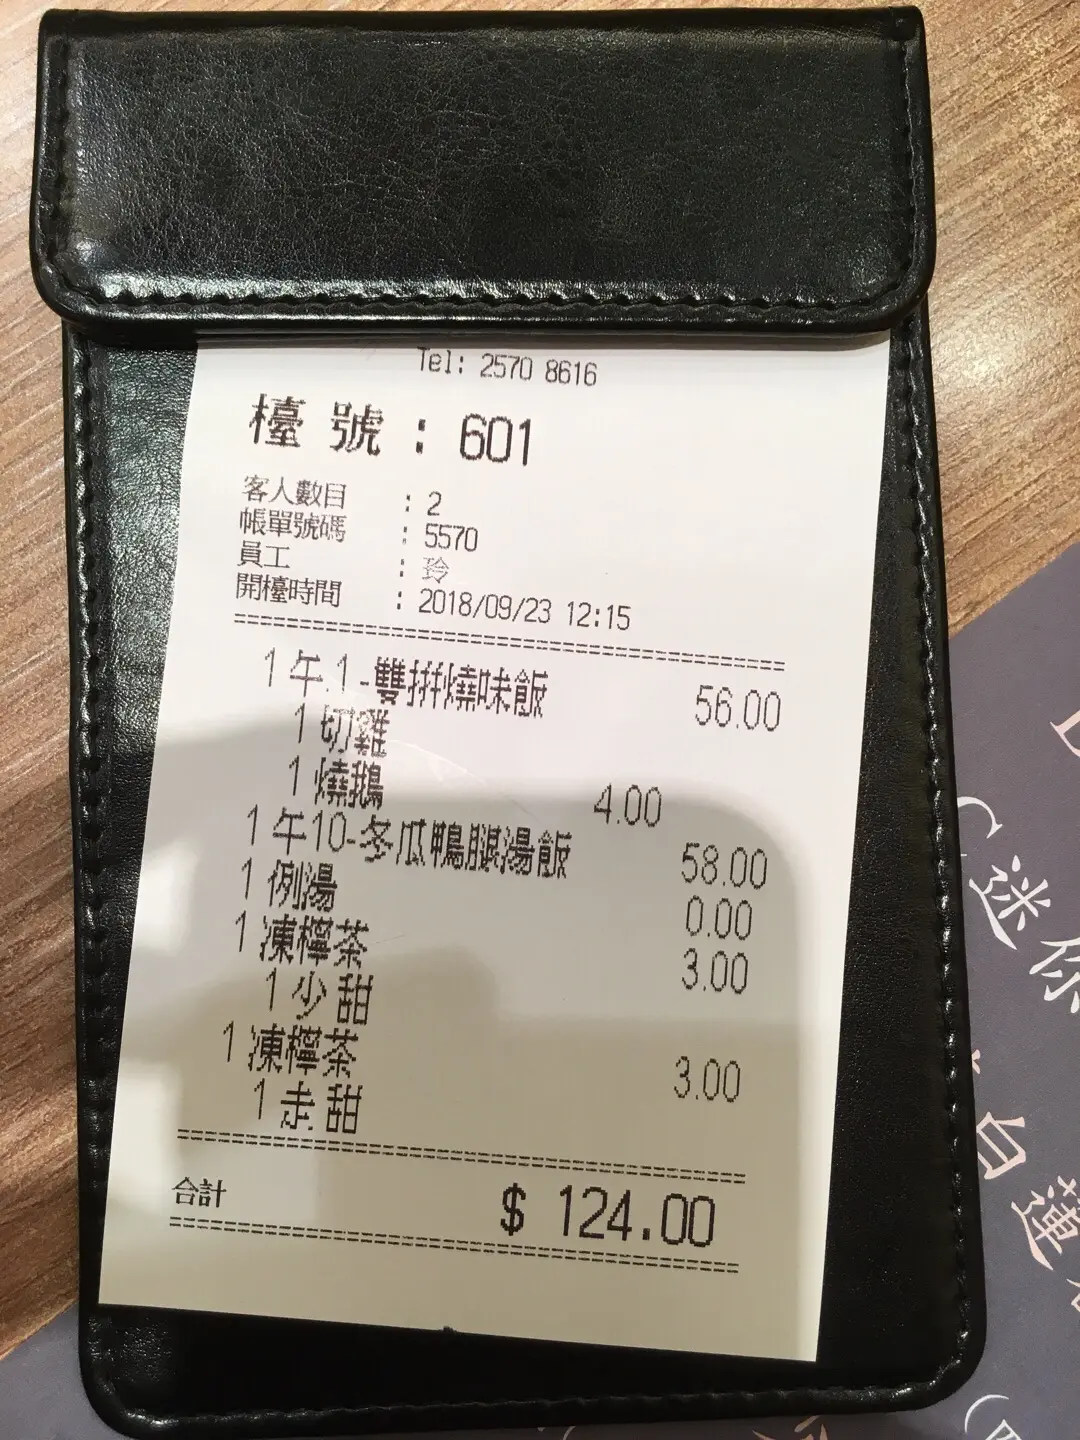 Tel: 2570 8616
檯 號 : 601
客人數目 : 2
帳單號碼 : 5570
員工 : 玲
開檯時間 : 2018/09/23 12:15
1 午.1-雙拼燒味飯 56.00
1 切雞
1 燒鵝 4.00
1 午10-冬瓜鴨腿湯飯 58.00
1 例湯 0.00
1 凍檸茶 3.00
1 少甜
1 凍檸茶 3.00
1 走甜
合計 $ 124.00
迷你
白蓮